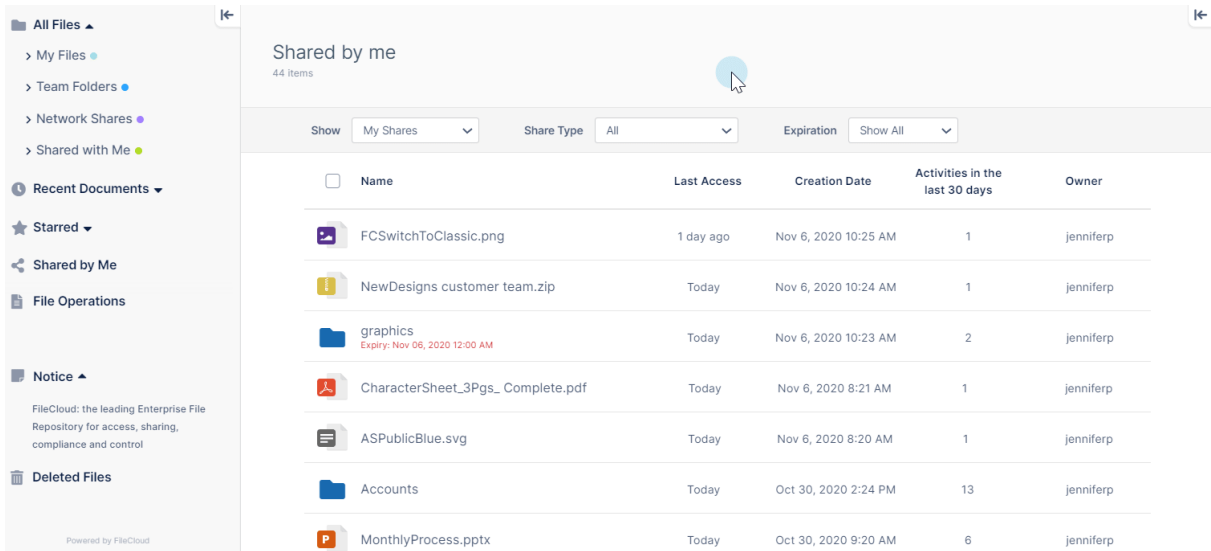 All Files
My Files
Team Folders
Network Shares
Shared with Me
Recent Documents
Starred
Shared by Me
File Operations
Notice
FileCloud: the leading Enterprise File
Repository for access, sharing,
compliance and control
Deleted Files
Powered by FileCloud
Shared by me
44 items
Show My Shares Share Type All Expiration Show All
Name Last Access Creation Date Activities in the last 30 days Owner
FCSwitchToClassic.png 1 day ago Nov 6, 2020 10:25 AM 1 jenniferp
NewDesigns customer team.zip Today Nov 6, 2020 10:24 AM 1 jenniferp
graphics Today Nov 6, 2020 10:23 AM 2 jenniferp
Expiry: Nov 06, 2020 12:00 AM
CharacterSheet_3Pgs_ Complete.pdf Today Nov 6, 2020 8:21 AM 1 jenniferp
ASPublicBlue.svg Today Nov 6, 2020 8:20 AM 1 jenniferp
Accounts Today Oct 30, 2020 2:24 PM 13 jenniferp
P MonthlyProcess.pptx Today Oct 30, 2020 9:20 AM 6 jenniferp